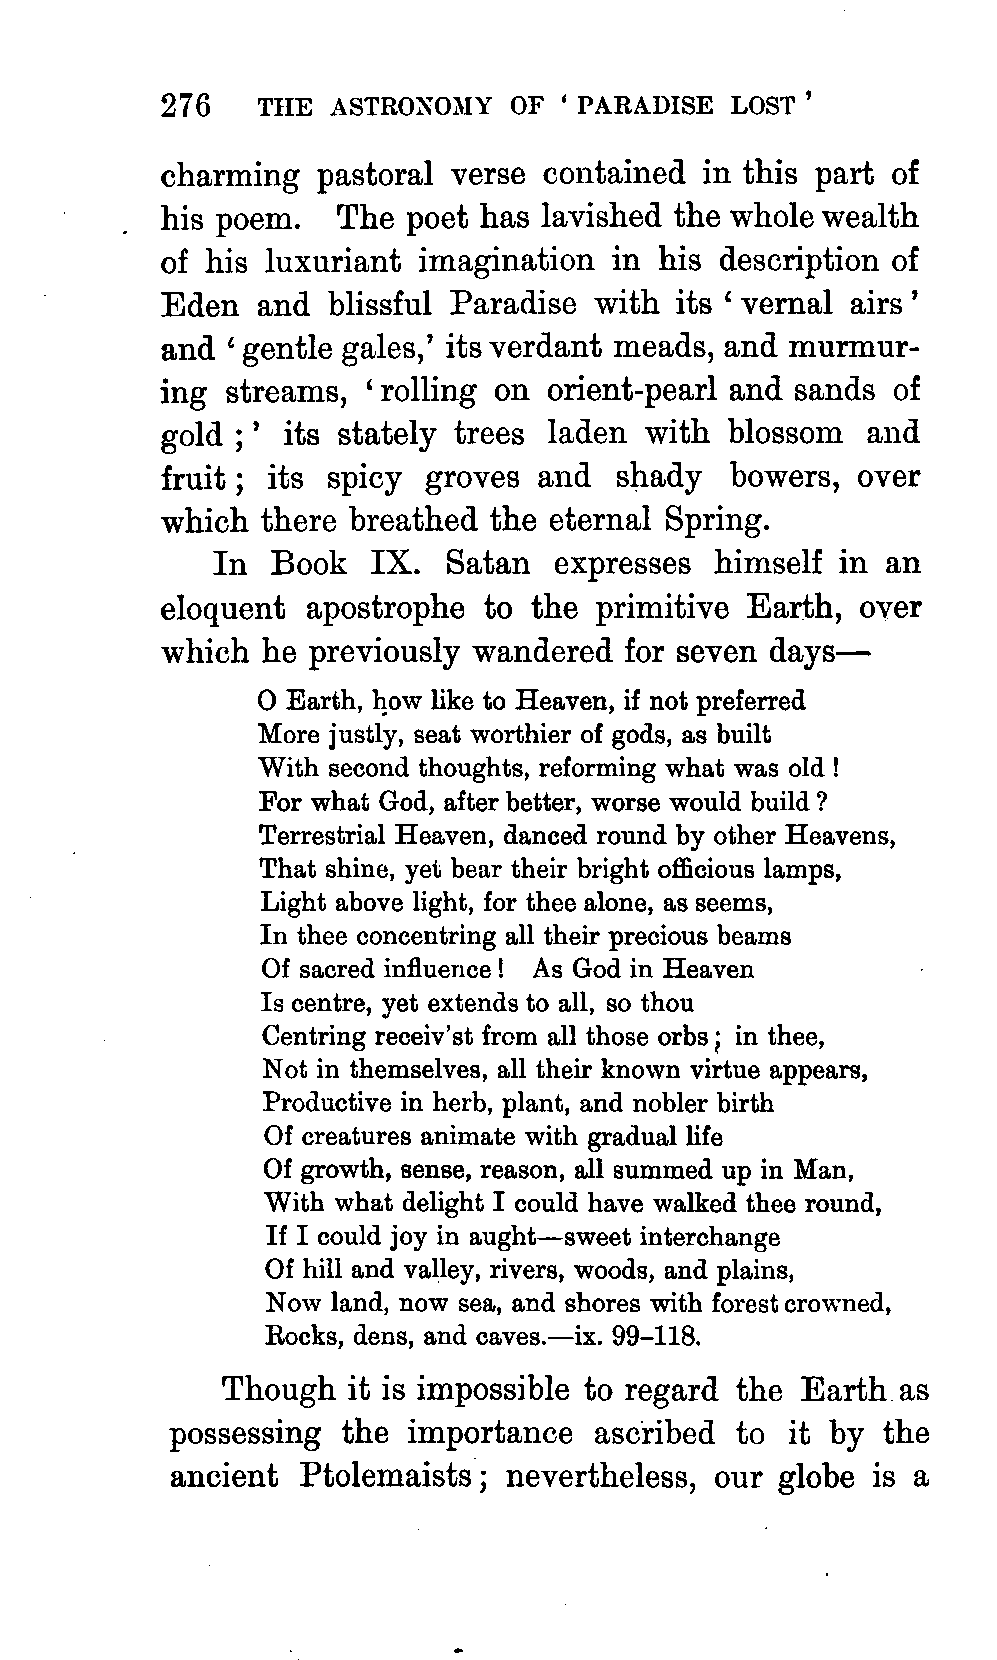 276 THE ASTRONOMY OF ‘ PARADISE LOST ’
charming pastoral verse contained in this part of
his poem. The poet has lavished the whole wealth
of his luxuriant imagination in his description of
Eden and blissful Paradise with its ‘ vernal airs ’
and ‘ gentle gales,’ its verdant meads, and murmur-
ing streams, ‘ rolling on orient-pearl and sands of
gold ; ’ its stately trees laden with blossom and
fruit ; its spicy groves and shady bowers, over
which there breathed the eternal Spring.
In Book IX. Satan expresses himself in an
eloquent apostrophe to the primitive Earth, over
which he previously wandered for seven days—
O Earth, how like to Heaven, if not preferred
More justly, seat worthier of gods, as built
With second thoughts, reforming what was old !
For what God, after better, worse would build ?
Terrestrial Heaven, danced round by other Heavens,
That shine, yet bear their bright officious lamps,
Light above light, for thee alone, as seems,
In thee concentring all their precious beams
Of sacred influence ! As God in Heaven
Is centre, yet extends to all, so thou
Centring receiv’st from all those orbs ; in thee,
Not in themselves, all their known virtue appears,
Productive in herb, plant, and nobler birth
Of creatures animate with gradual life
Of growth, sense, reason, all summed up in Man,
With what delight I could have walked thee round,
If I could joy in aught—sweet interchange
Of hill and valley, rivers, woods, and plains,
Now land, now sea, and shores with forest crowned,
Rocks, dens, and caves.—ix. 99–118.
Though it is impossible to regard the Earth as
possessing the importance ascribed to it by the
ancient Ptolemaists ; nevertheless, our globe is a